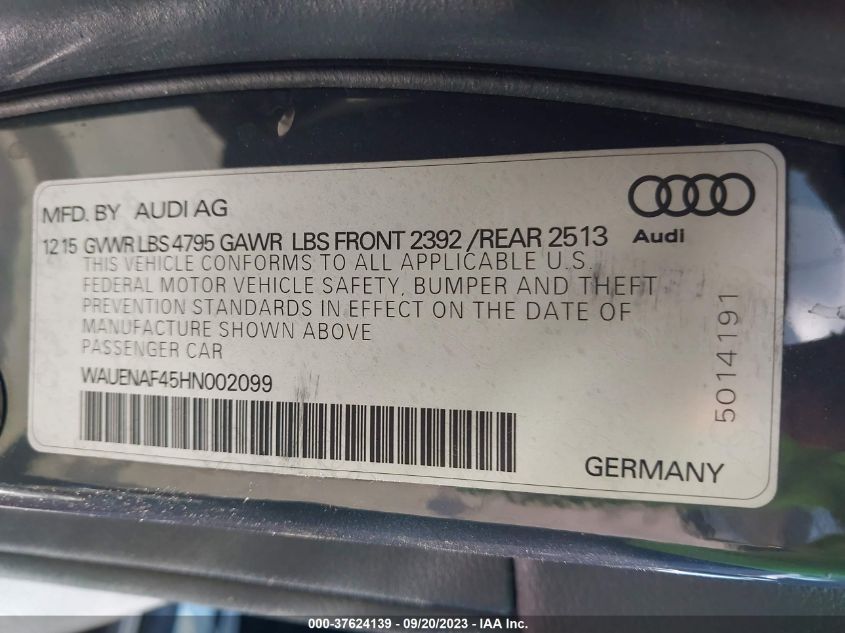 MFD. BY AUDI AG
12 15 GVWR LBS 4795 GAWR LBS FRONT 2392 /REAR 2513
Audi
THIS VEHICLE CONFORMS TO ALL APPLICABLE U.S.
FEDERAL MOTOR VEHICLE SAFETY, BUMPER AND THEFT
PREVENTION STANDARDS IN EFFECT ON THE DATE OF
MANUFACTURE SHOWN ABOVE
PASSENGER CAR
WAUENAF45HN002099
5014191
GERMANY
000-37624139 - 09/20/2023 - IAA Inc.